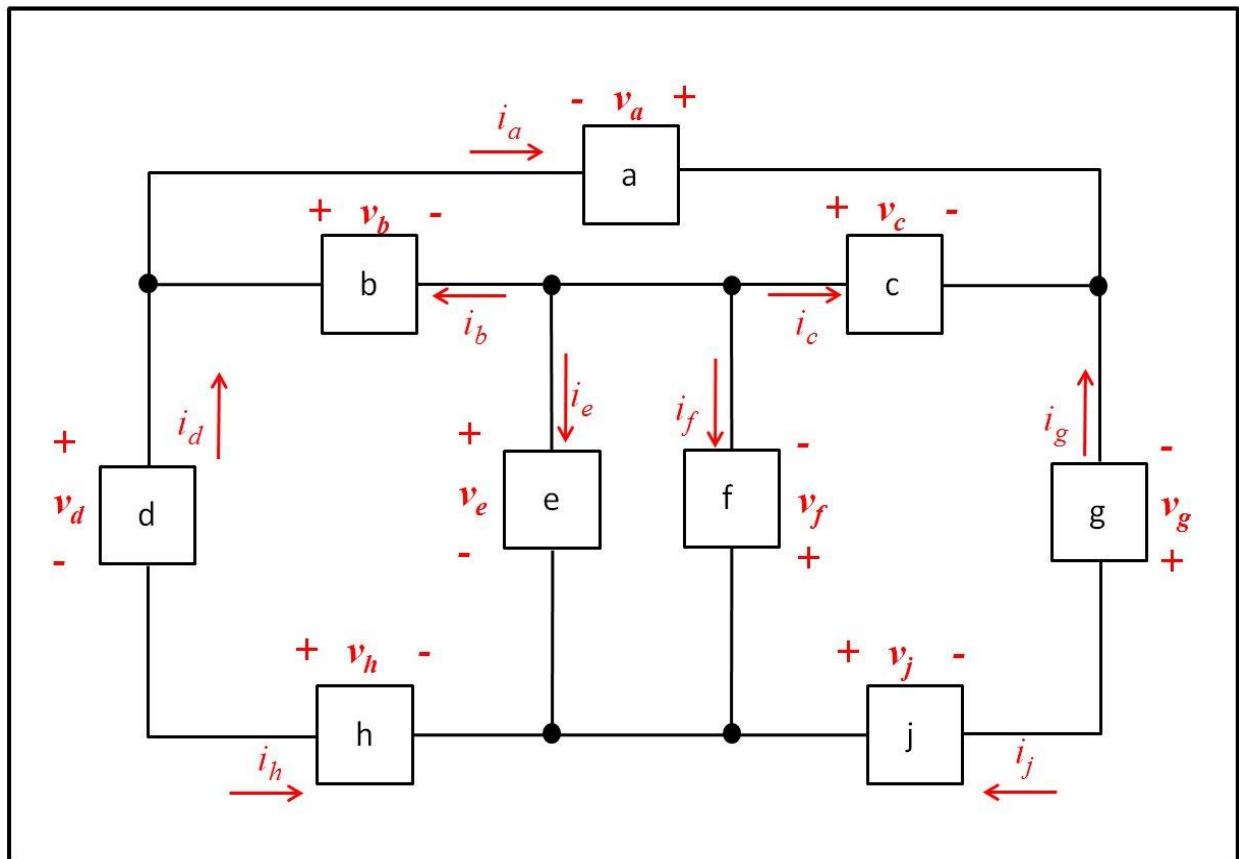 - v_a +
i_a
a
+ v_b -
+ v_c -
b
c
i_b
i_c
i_d
i_e
i_f
i_g
+
v_d
-
d
+
v_e
-
e
f
-
v_f
+
g
-
v_g
+
+ v_h -
+ v_j -
h
j
i_h
i_j